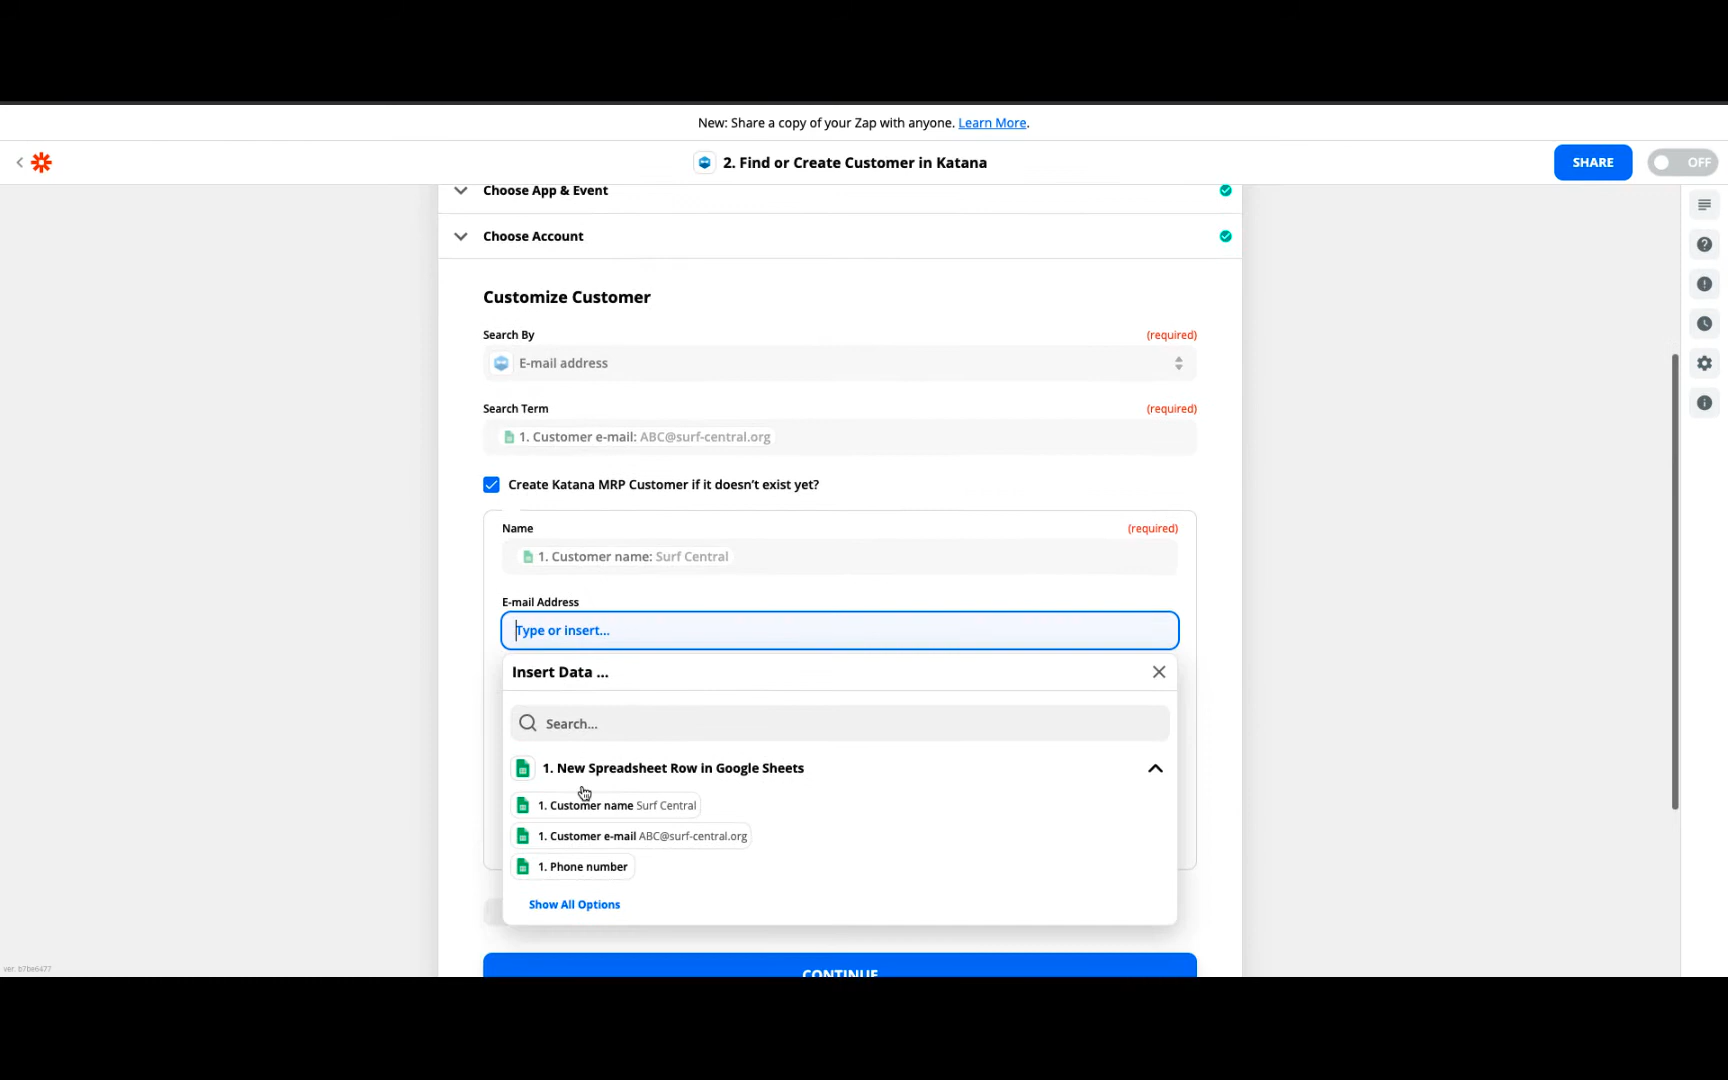 New: Share a copy of your Zap with anyone. Learn More.
2. Find or Create Customer in Katana
SHARE
OFF
Choose App & Event
Choose Account
Customize Customer
Search By
(required)
E-mail address
Search Term
(required)
1. Customer e-mail: ABC@surf-central.org
Create Katana MRP Customer if it doesn't exist yet?
Name
(required)
1. Customer name: Surf Central
E-mail Address
Type or insert...
Insert Data ...
Search...
1. New Spreadsheet Row in Google Sheets
1. Customer name Surf Central
1. Customer e-mail ABC@surf-central.org
1. Phone number
Show All Options
CONTINUE